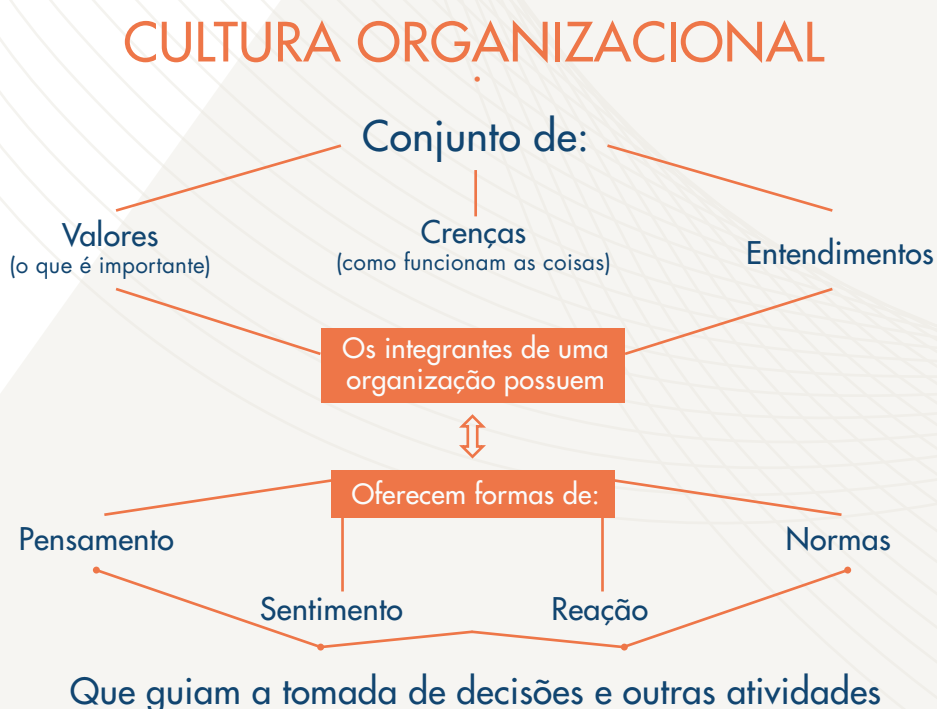 CULTURA ORGANIZACIONAL
Conjunto de:
Valores
(o que é importante)
Crenças
(como funcionam as coisas)
Entendimentos
Os integrantes de uma
organização possuem
Oferecem formas de:
Pensamento
Sentimento
Reação
Normas
Que guiam a tomada de decisões e outras atividades